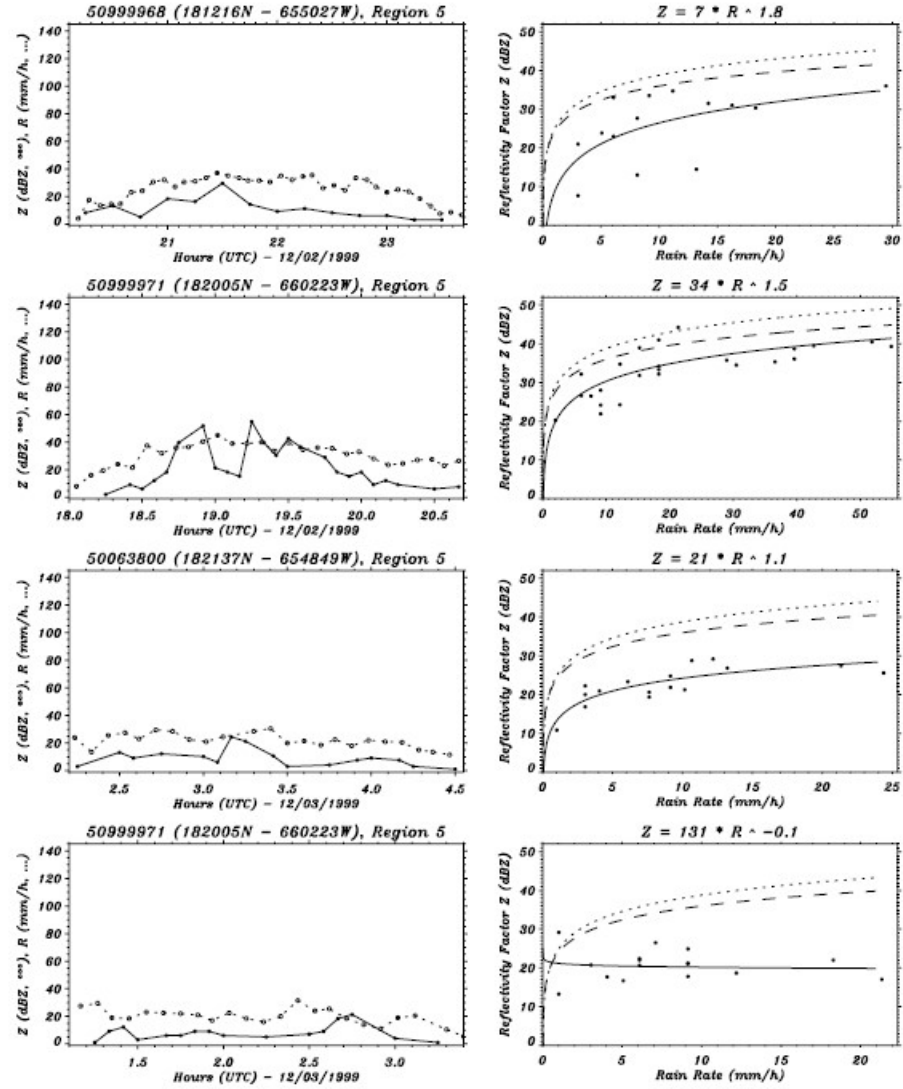 50999968 (181216N – 655027W), Region 5
Z (dBZ, °°°), R (mm/h, ...)
140
120
100
80
60
40
20
0
21 22 23
Hours (UTC) – 12/02/1999
Z = 7 * R ^ 1.8
Reflectivity Factor Z (dBZ)
50
40
30
20
10
0
0 5 10 15 20 25 30
Rain Rate (mm/h)
50999971 (182005N – 660223W), Region 5
Z (dBZ, °°°), R (mm/h, ...)
140
120
100
80
60
40
20
0
18.0 18.5 19.0 19.5 20.0 20.5
Hours (UTC) – 12/02/1999
Z = 34 * R ^ 1.5
Reflectivity Factor Z (dBZ)
50
40
30
20
10
0
0 10 20 30 40 50
Rain Rate (mm/h)
50063800 (182137N – 654849W), Region 5
Z (dBZ, °°°), R (mm/h, ...)
140
120
100
80
60
40
20
0
2.5 3.0 3.5 4.0 4.5
Hours (UTC) – 12/03/1999
Z = 21 * R ^ 1.1
Reflectivity Factor Z (dBZ)
50
40
30
20
10
0
0 5 10 15 20 25
Rain Rate (mm/h)
50999971 (182005N – 660223W), Region 5
Z (dBZ, °°°), R (mm/h, ...)
140
120
100
80
60
40
20
0
1.5 2.0 2.5 3.0
Hours (UTC) – 12/03/1999
Z = 131 * R ^ –0.1
Reflectivity Factor Z (dBZ)
50
40
30
20
10
0
0 5 10 15 20
Rain Rate (mm/h)